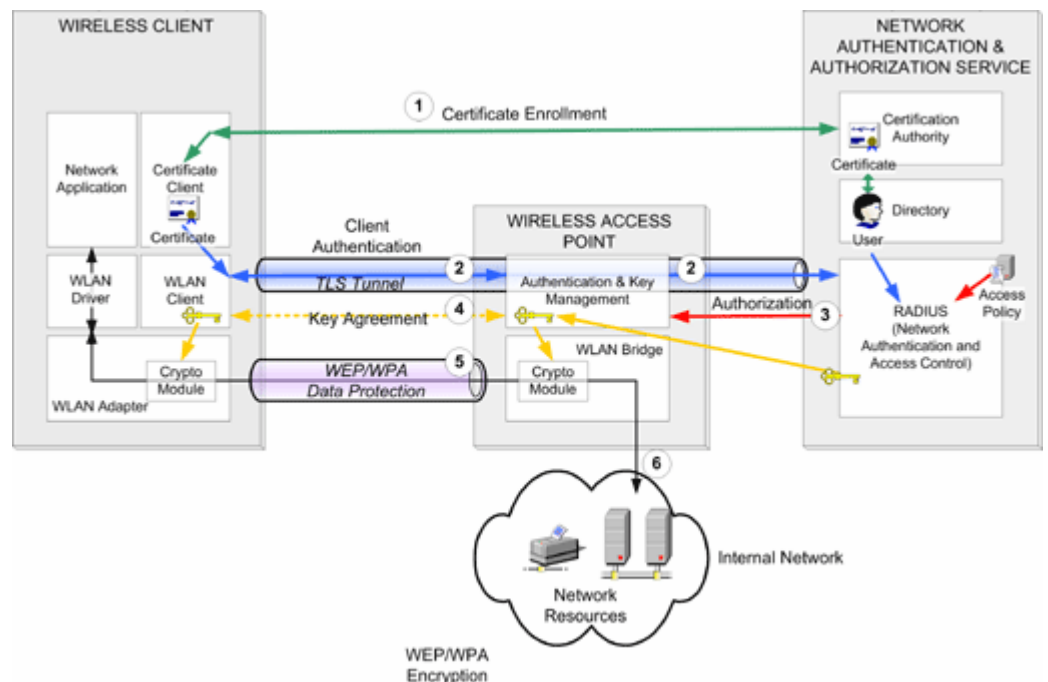 WIRELESS CLIENT
NETWORK
AUTHENTICATION &
AUTHORIZATION SERVICE
1
Certificate Enrollment
Certification
Authority
Certificate
Network
Application
Certificate
Client
Certificate
Directory
User
Client
Authentication
WIRELESS ACCESS
POINT
2
TLS Tunnel
Authentication & Key
Management
2
WLAN
Driver
WLAN
Client
Key Agreement
4
Authorization
3
RADIUS
(Network
Authentication and
Access Control)
Access
Policy
WLAN Bridge
Crypto
Module
WLAN Adapter
WEP/WPA
Data Protection
5
Crypto
Module
6
Internal Network
Network
Resources
WEP/WPA
Encryption